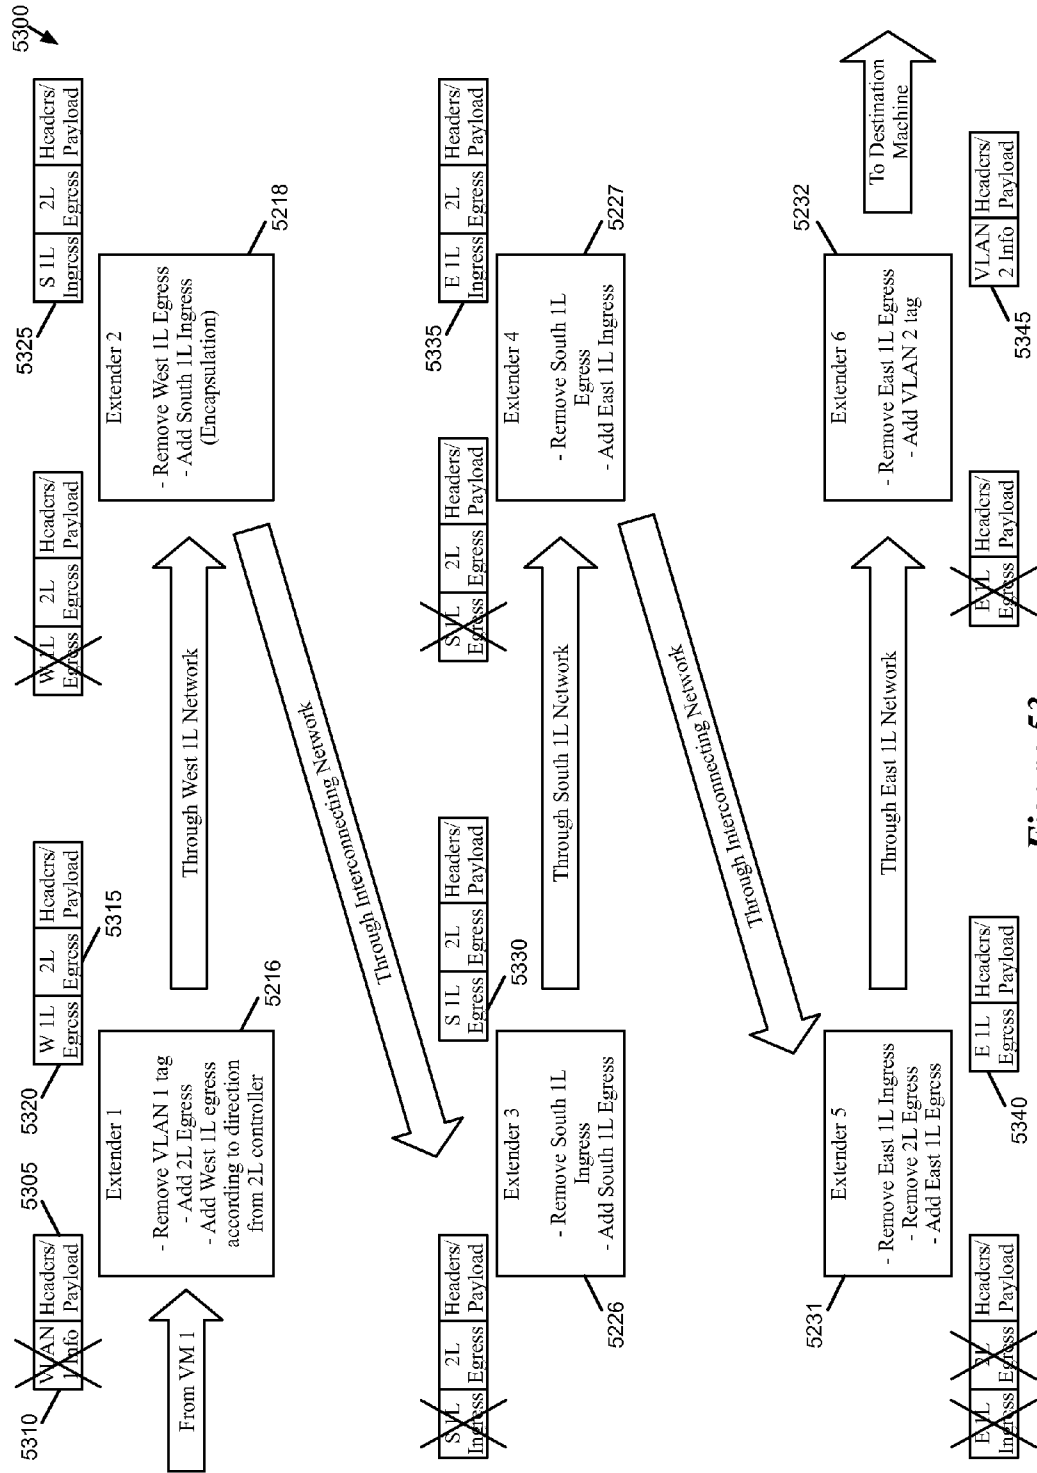 5300
5310
VLAN
1 Info
Headers/
Payload
5305
5320
W 1L
Egress
2L
Egress
Headers/
Payload
5315
W 1L
Egress
2L
Egress
Headers/
Payload
5325
S 1L
Ingress
2L
Egress
Headers/
Payload
From VM 1
Extender 1
- Remove VLAN 1 tag
- Add 2L Egress
- Add West 1L egress
according to direction
from 2L controller
5216
Through West 1L Network
Extender 2
- Remove West 1L Egress
- Add South 1L Ingress
(Encapsulation)
5218
Through Interconnecting Network
S 1L
Ingress
2L
Egress
Headers/
Payload
S 1L
Egress
2L
Egress
Headers/
Payload
5330
S 1L
Egress
2L
Egress
Headers/
Payload
5335
E 1L
Ingress
2L
Egress
Headers/
Payload
5226
Extender 3
- Remove South 1L
Ingress
- Add South 1L Egress
Through South 1L Network
Extender 4
- Remove South 1L
Egress
- Add East 1L Ingress
5227
Through Interconnecting Network
5231
Extender 5
- Remove East 1L Ingress
- Remove 2L Egress
- Add East 1L Egress
Through East 1L Network
5232
Extender 6
- Remove East 1L Egress
- Add VLAN 2 tag
To Destination
Machine
E 1L
Ingress
2L
Egress
Headers/
Payload
5340
E 1L
Egress
Headers/
Payload
E 1L
Egress
Headers/
Payload
5345
VLAN
2 Info
Headers/
Payload
Figure 53